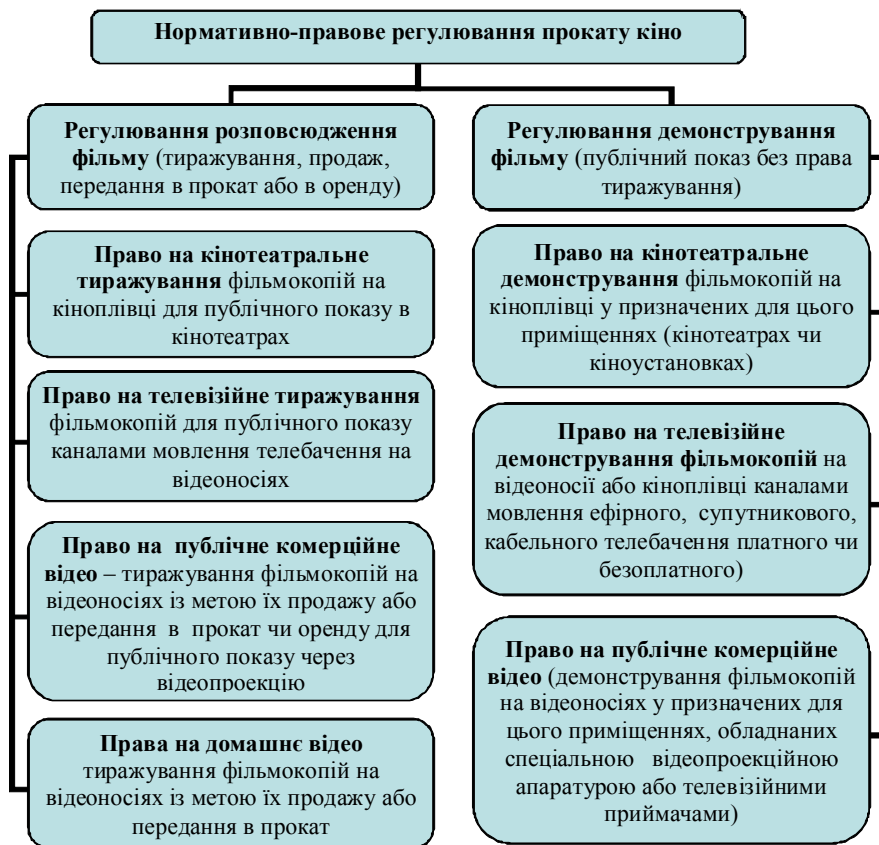 Нормативно-правове регулювання прокату кіно
Регулювання розповсюдження
фільму (тиражування, продаж,
передання в прокат або в оренду)
Право на кінотеатральне
тиражування фільмокопій на
кіноплівці для публічного показу в
кінотеатрах
Право на телевізійне тиражування
фільмокопій для публічного показу
каналами мовлення телебачення на
відеоносіях
Право на публічне комерційне
відео – тиражування фільмокопій на
відеоносіях із метою їх продажу або
передання в прокат чи оренду для
публічного показу через
відеопроекцію
Права на домашнє відео
тиражування фільмокопій на
відеоносіях із метою їх продажу або
передання в прокат
Регулювання демонстрування
фільму (публічний показ без права
тиражування)
Право на кінотеатральне
демонстрування фільмокопій на
кіноплівці у призначених для цього
приміщеннях (кінотеатрах чи
кіноустановках)
Право на телевізійне
демонстрування фільмокопій на
відеоносії або кіноплівці каналами
мовлення ефірного, супутникового,
кабельного телебачення платного чи
безоплатного)
Право на публічне комерційне
відео (демонстрування фільмокопій
на відеоносіях у призначених для
цього приміщеннях, обладнаних
спеціальною відеопроекційною
апаратурою або телевізійними
приймачами)